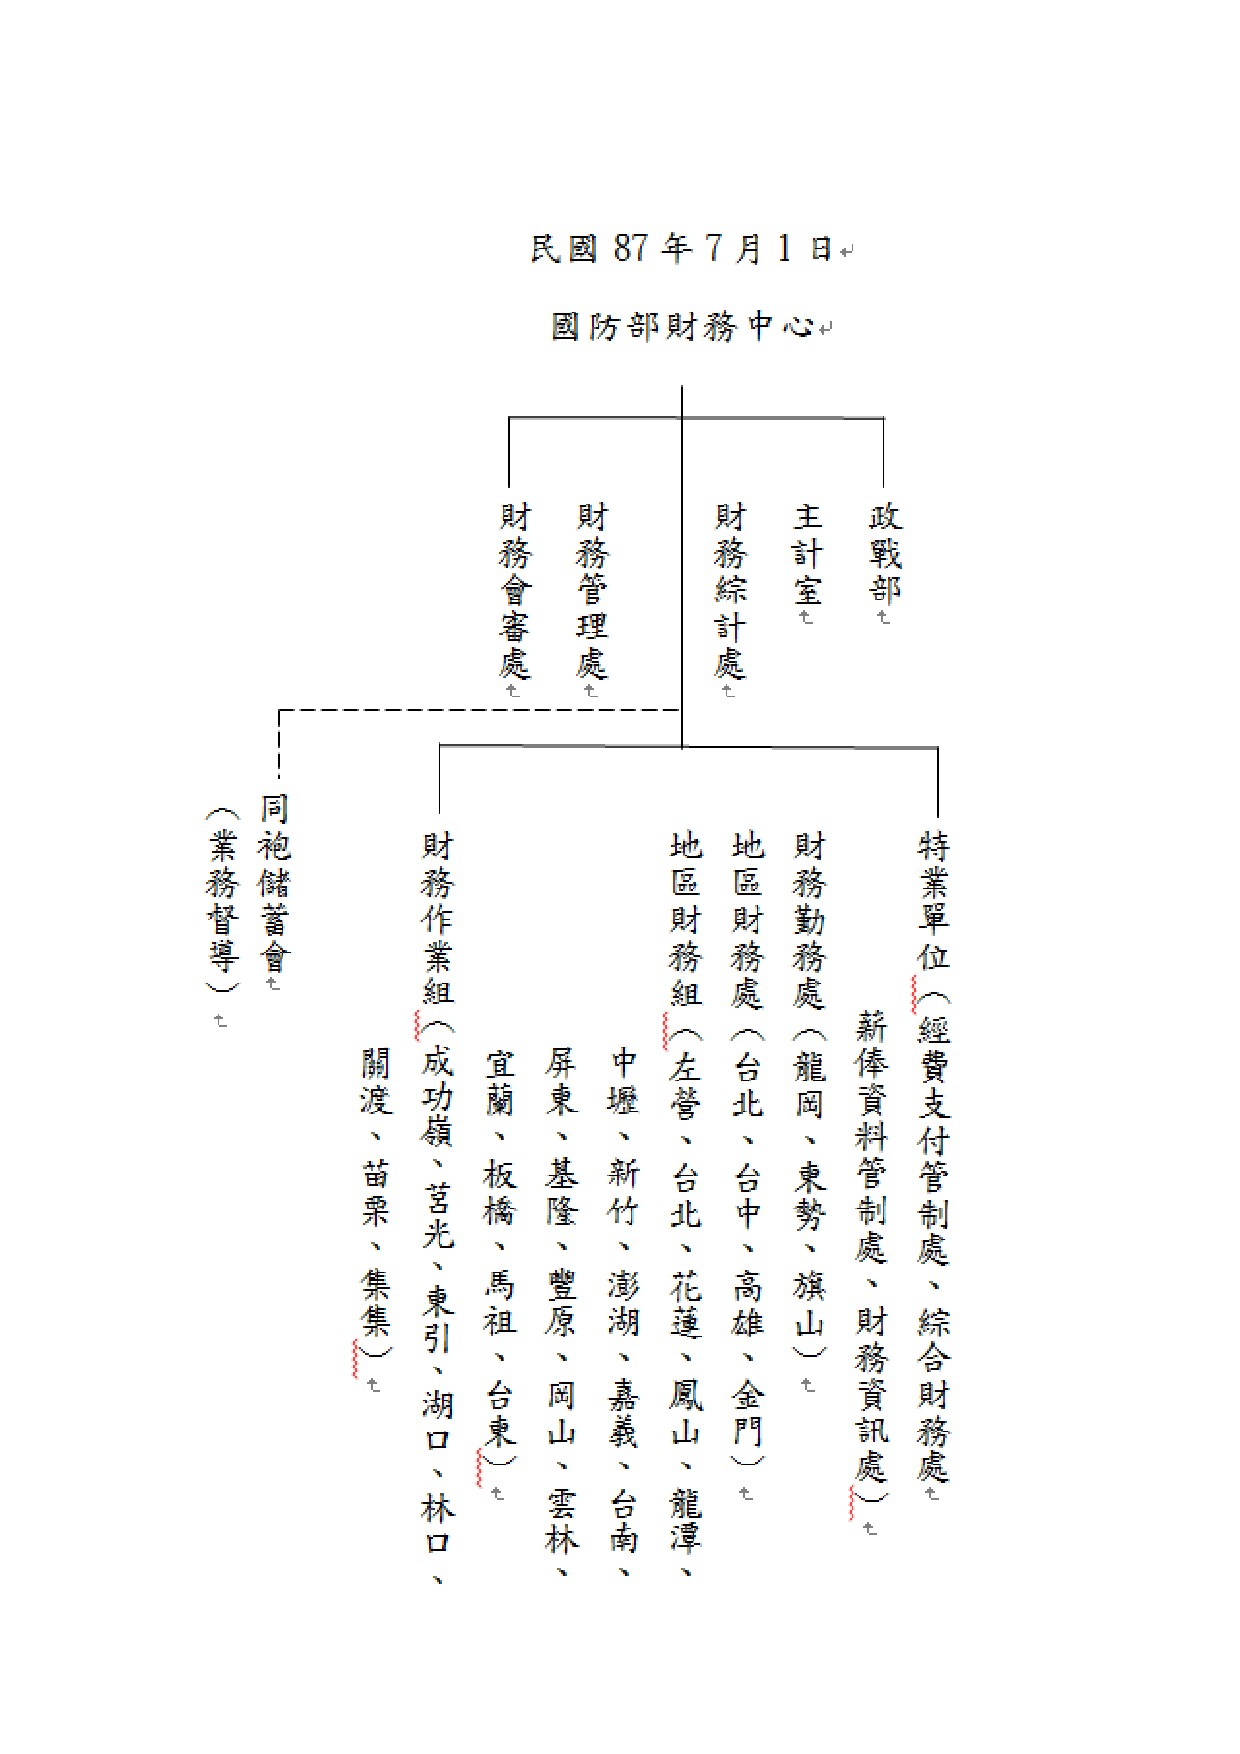 民國 87 年 7 月 1 日
國防部財務中心
政戰部
主計室
財務綜計處
財務管理處
財務會審處
特業單位（經費支付管制處、綜合財務處
薪俸資料管制處、財務資訊處）
財務勤務處（龍岡、東勢、旗山）
地區財務處（台北、台中、高雄、金門）
地區財務組（左營、台北、花蓮、鳳山、龍潭、
中壢、新竹、澎湖、嘉義、台南、
屏東、基隆、豐原、岡山、雲林、
宜蘭、板橋、馬祖、台東）
財務作業組（成功嶺、莒光、東引、湖口、林口、
關渡、苗栗、集集）
同袍儲蓄會
（業務督導）